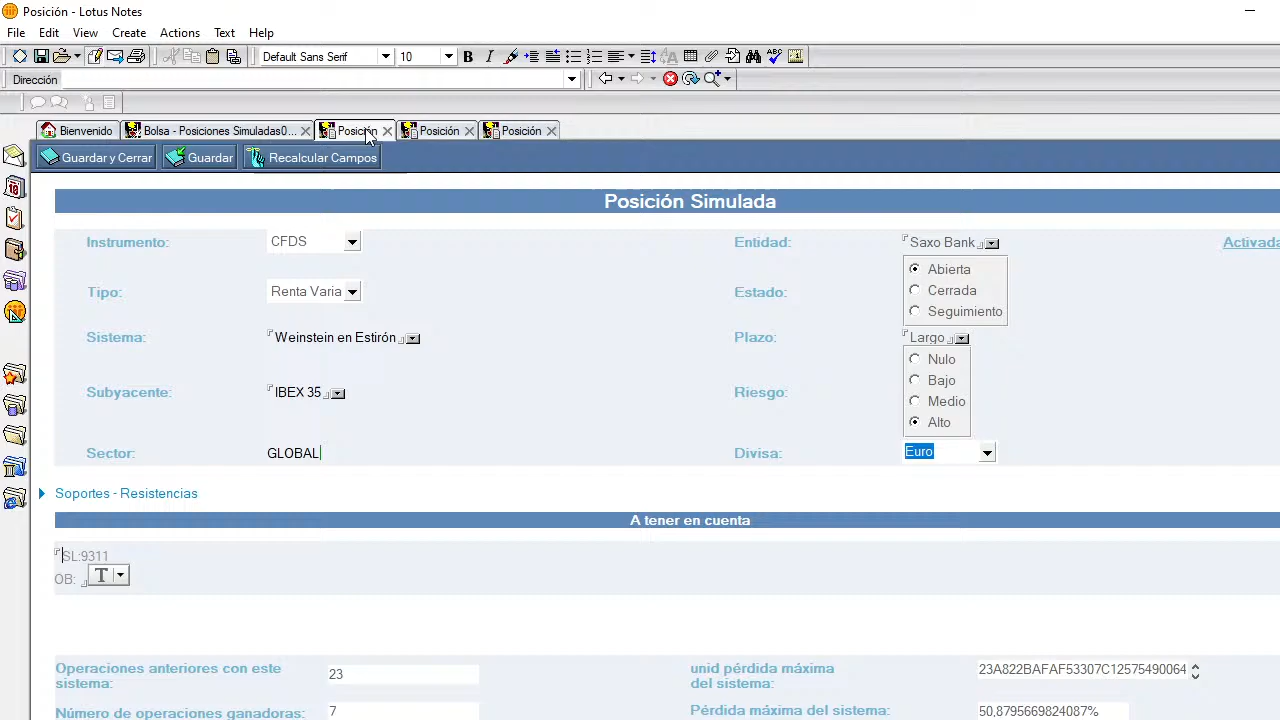 Posición - Lotus Notes
File Edit View Create Actions Text Help
Default Sans Serif 10 B I
Dirección
Bienvenido Bolsa - Posiciones Simuladas0... Posición Posición Posición
Guardar y Cerrar Guardar Recalcular Campos
Posición Simulada
Instrumento: CFDS Entidad: Saxo Bank Activada
Abierta
Cerrada
Seguimiento
Tipo: Renta Varia Estado:
Sistema: Weinstein en Estirón Plazo: Largo
Nulo
Bajo
Medio
Alto
Subyacente: IBEX 35 Riesgo:
Sector: GLOBAL Divisa: Euro
Soportes - Resistencias
A tener en cuenta
SL:9311
OB: T
Operaciones anteriores con este sistema: 23 unid pérdida máxima del sistema: 23A822BAFAF53307C12575490064
Número de operaciones ganadoras: 7 Pérdida máxima del sistema: 50,8795669824087%